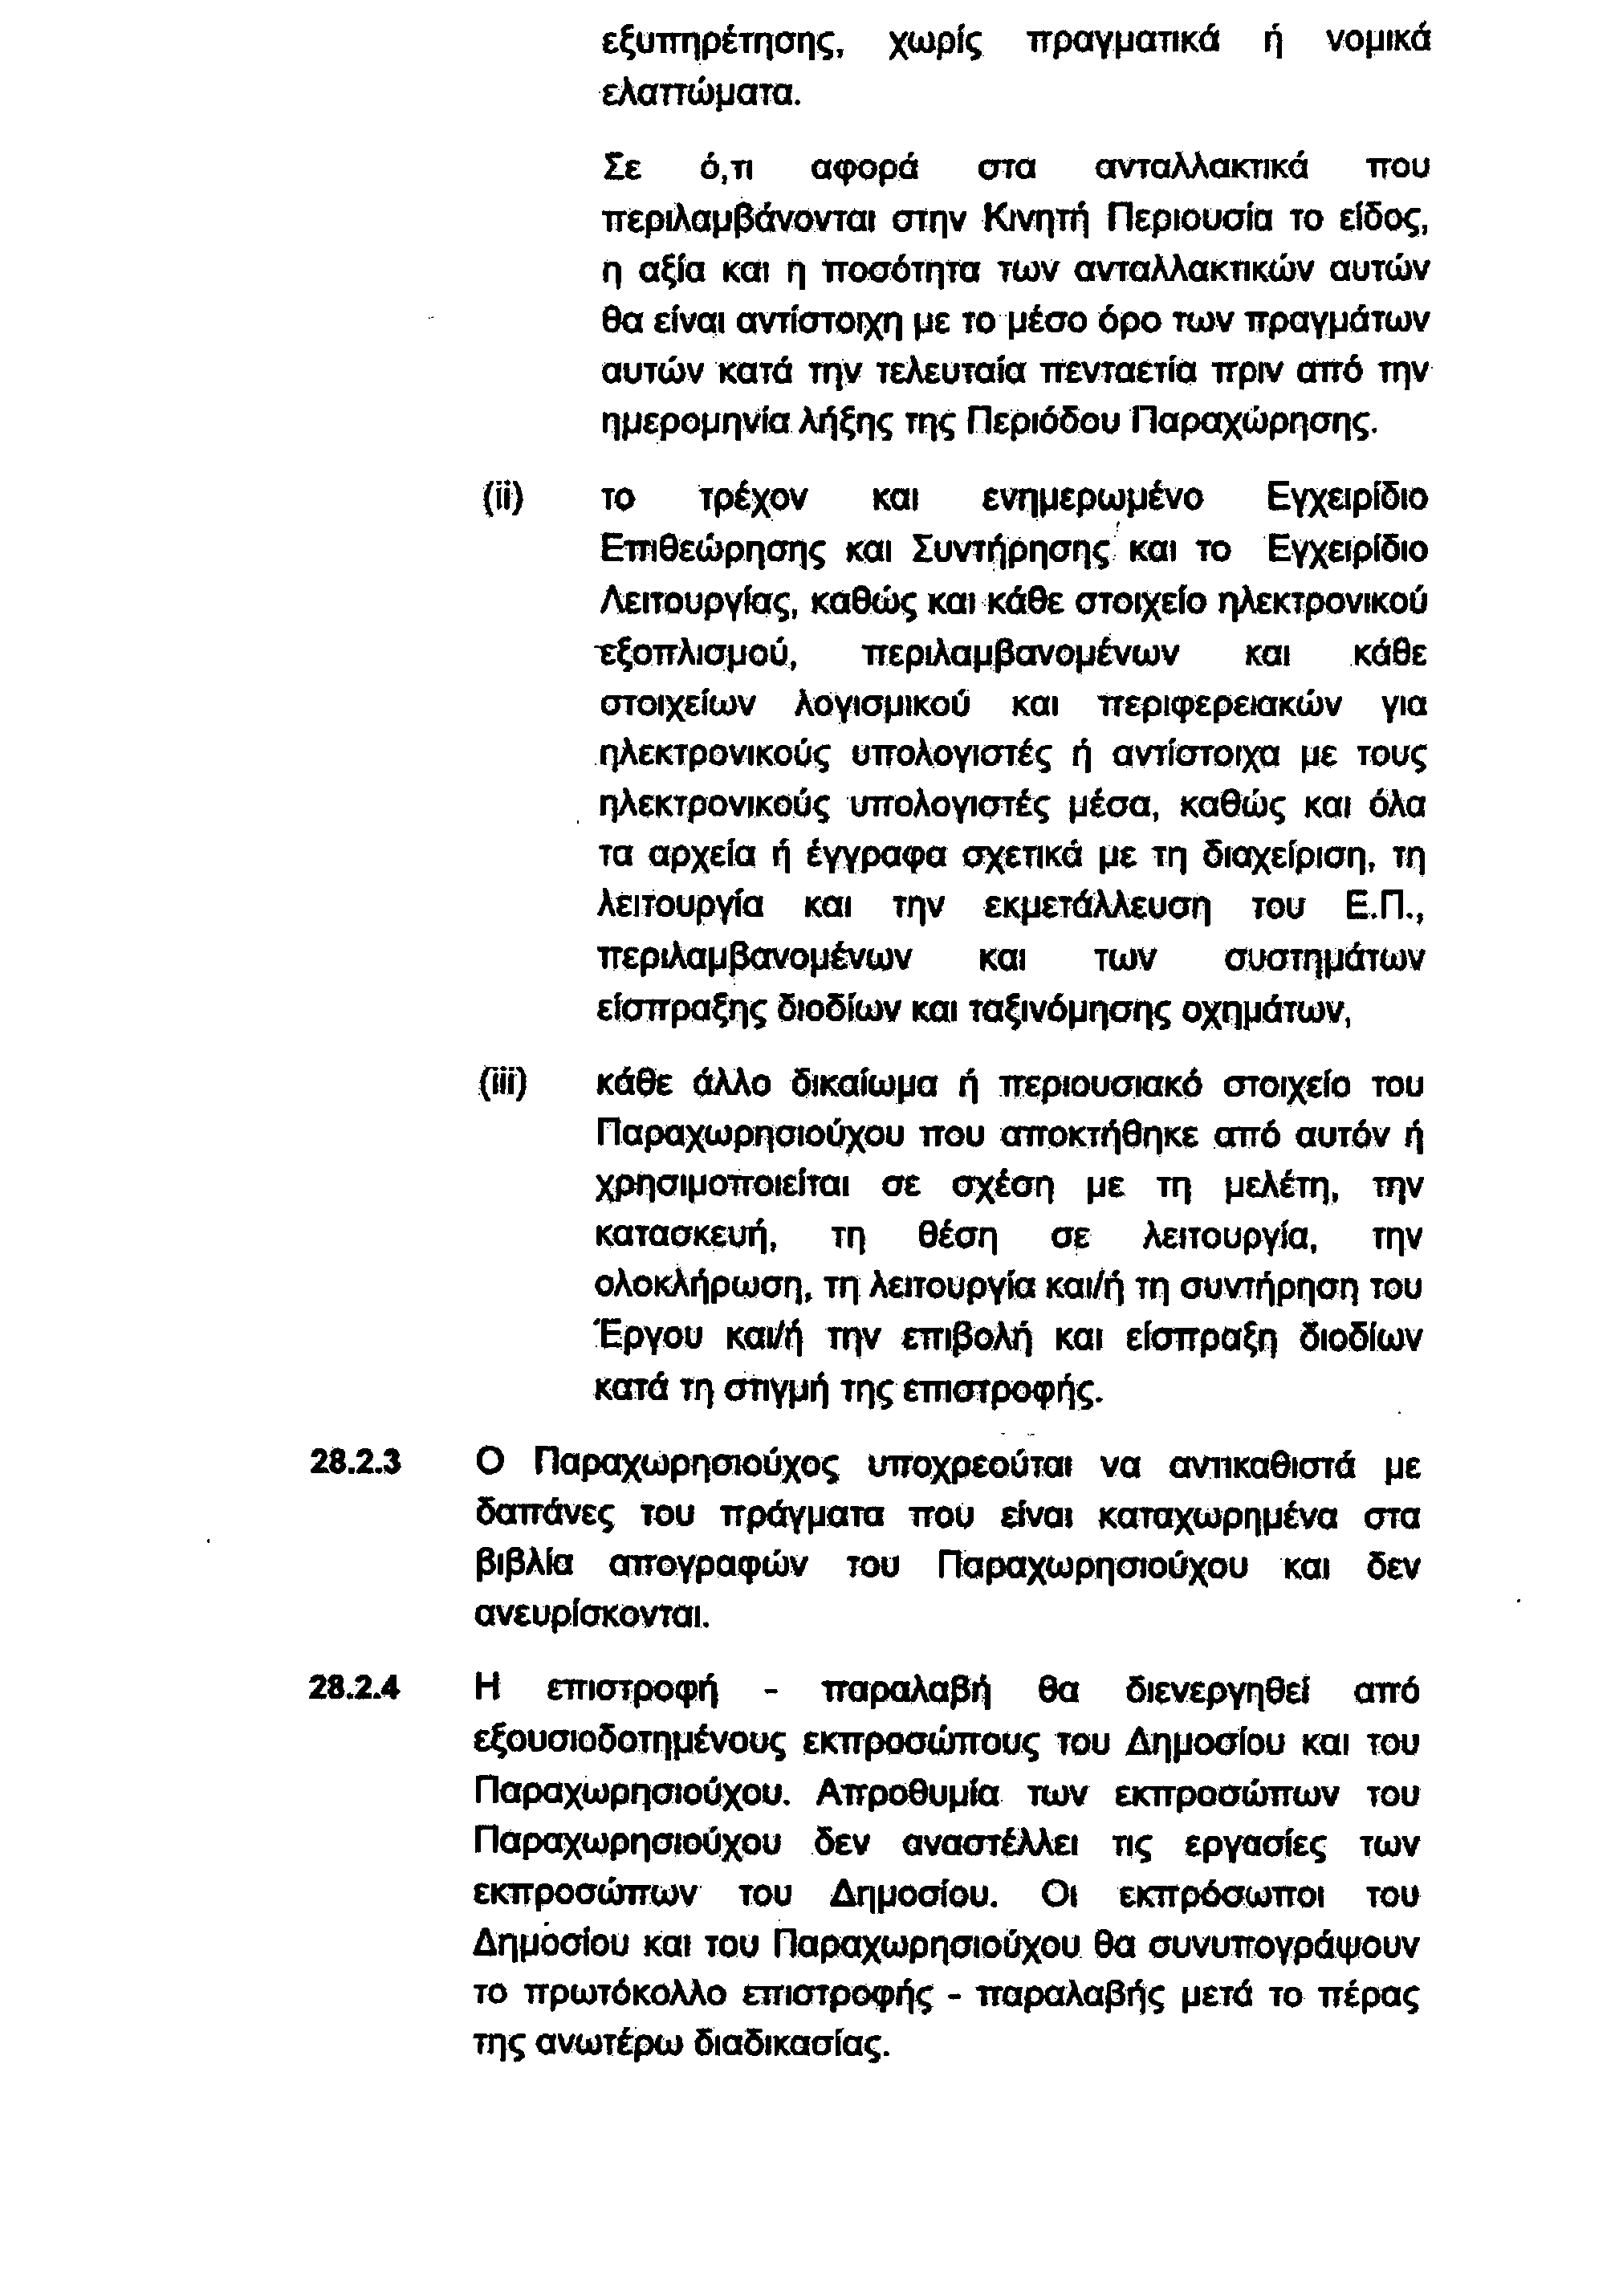 εξυπηρέτησης, χωρίς πραγματικά ή νομικά
ελαττώματα.
Σε ό,τι αφορά στα ανταλλακτικά που
περιλαμβάνονται στην Κινητή Περιουσία το είδος,
η αξία και η ποσότητα των ανταλλακτικών αυτών
θα είναι αντίστοιχη με το μέσο όρο των πραγμάτων
αυτών κατά την τελευταία πενταετία πριν από την
ημερομηνία λήξης της Περιόδου Παραχώρησης.
(ii) το τρέχον και ενημερωμένο Εγχειρίδιο
Επιθεώρησης και Συντήρησης και το Εγχειρίδιο
Λειτουργίας, καθώς και κάθε στοιχείο ηλεκτρονικού
εξοπλισμού, περιλαμβανομένων και κάθε
στοιχείων λογισμικού και περιφερειακών για
ηλεκτρονικούς υπολογιστές ή αντίστοιχα με τους
ηλεκτρονικούς υπολογιστές μέσα, καθώς και όλα
τα αρχεία ή έγγραφα σχετικά με τη διαχείριση, τη
λειτουργία και την εκμετάλλευση του Ε.Π.,
περιλαμβανομένων και των συστημάτων
είσπραξης διοδίων και ταξινόμησης οχημάτων,
(iii) κάθε άλλο δικαίωμα ή περιουσιακό στοιχείο του
Παραχωρησιούχου που αποκτήθηκε από αυτόν ή
χρησιμοποιείται σε σχέση με τη μελέτη, την
κατασκευή, τη θέση σε λειτουργία, την
ολοκλήρωση, τη λειτουργία και/ή τη συντήρηση του
Έργου και/ή την επιβολή και είσπραξη διοδίων
κατά τη στιγμή της επιστροφής.
28.2.3 Ο Παραχωρησιούχος υποχρεούται να αντικαθιστά με
δαπάνες του πράγματα που είναι καταχωρημένα στα
βιβλία απογραφών του Παραχωρησιούχου και δεν
ανευρίσκονται.
28.2.4 Η επιστροφή - παραλαβή θα διενεργηθεί από
εξουσιοδοτημένους εκπροσώπους του Δημοσίου και του
Παραχωρησιούχου. Απροθυμία των εκπροσώπων του
Παραχωρησιούχου δεν αναστέλλει τις εργασίες των
εκπροσώπων του Δημοσίου. Οι εκπρόσωποι του
Δημοσίου και του Παραχωρησιούχου θα συνυπογράψουν
το πρωτόκολλο επιστροφής - παραλαβής μετά το πέρας
της ανωτέρω διαδικασίας.